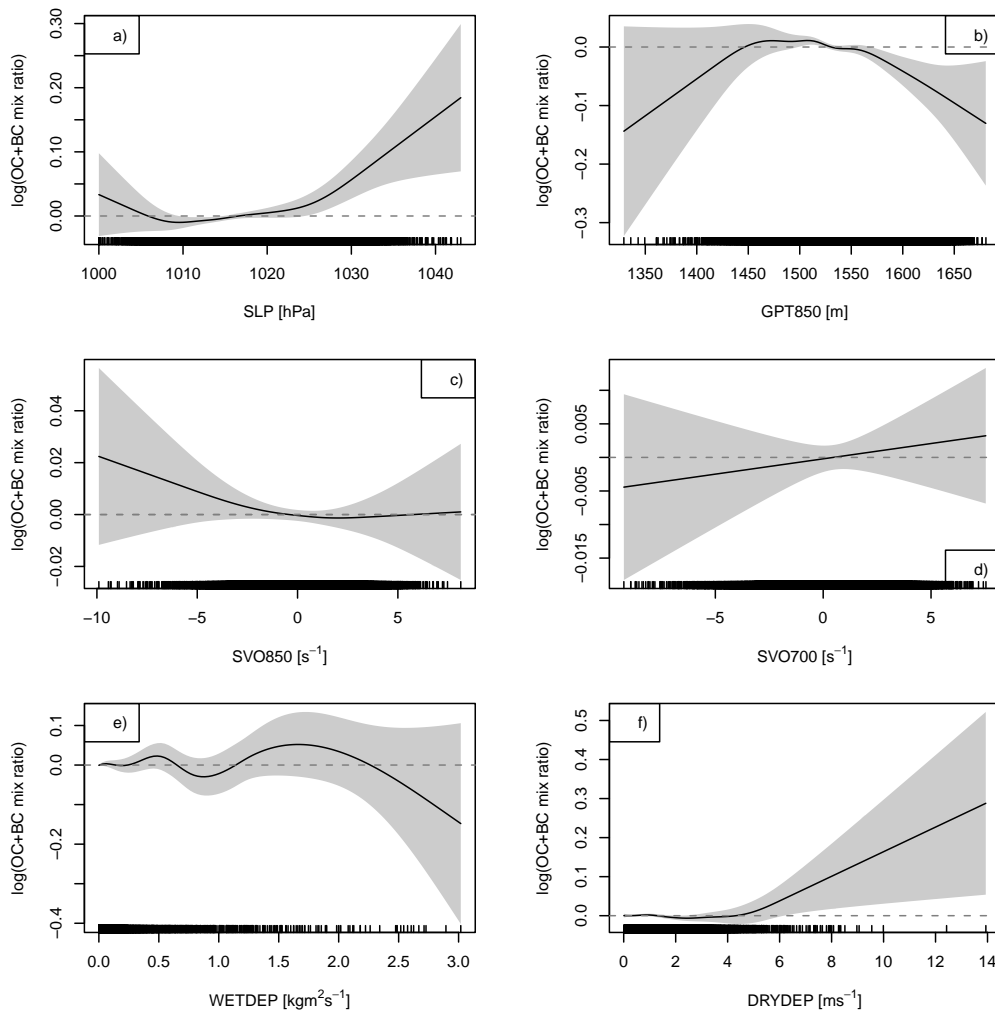 a)
log(OC+BC mix ratio)
0.00 0.10 0.20 0.30
1000 1010 1020 1030 1040
SLP [hPa]
b)
log(OC+BC mix ratio)
−0.3 −0.2 −0.1 0.0
1350 1400 1450 1500 1550 1600 1650
GPT850 [m]
c)
log(OC+BC mix ratio)
−0.02 0.00 0.02 0.04
−10 −5 0 5
SVO850 [s⁻¹]
d)
log(OC+BC mix ratio)
−0.015 −0.005 0.005
−5 0 5
SVO700 [s⁻¹]
e)
log(OC+BC mix ratio)
−0.4 −0.2 0.0 0.1
0.0 0.5 1.0 1.5 2.0 2.5 3.0
WETDEP [kgm²s⁻¹]
f)
log(OC+BC mix ratio)
0.0 0.1 0.2 0.3 0.4 0.5
0 2 4 6 8 10 12 14
DRYDEP [ms⁻¹]